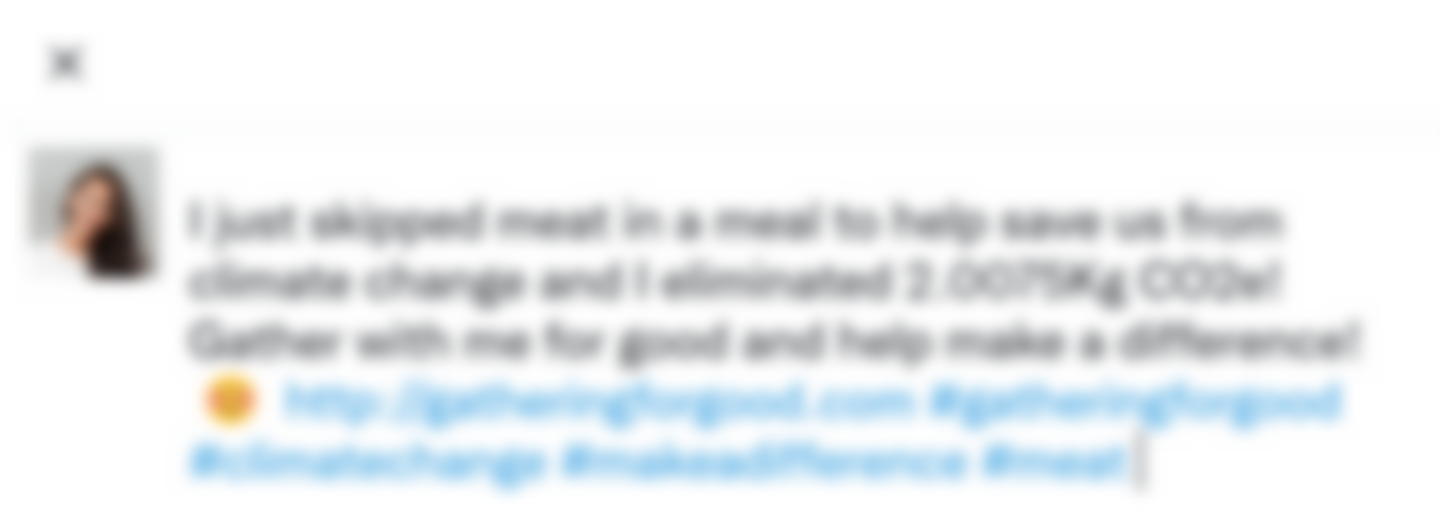 I just skipped meat in a meal to help save us from
climate change and I eliminated 2.0075Kg CO2e!
Gather with me for good and help make a difference!
😊 http://gatheringforgood.com #gatheringforgood
#climatechange #makeadifference #meat